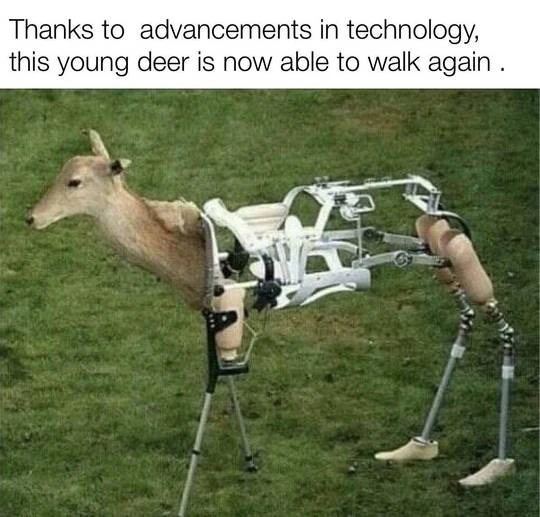 Thanks to  advancements in technology,
this young deer is now able to walk again .